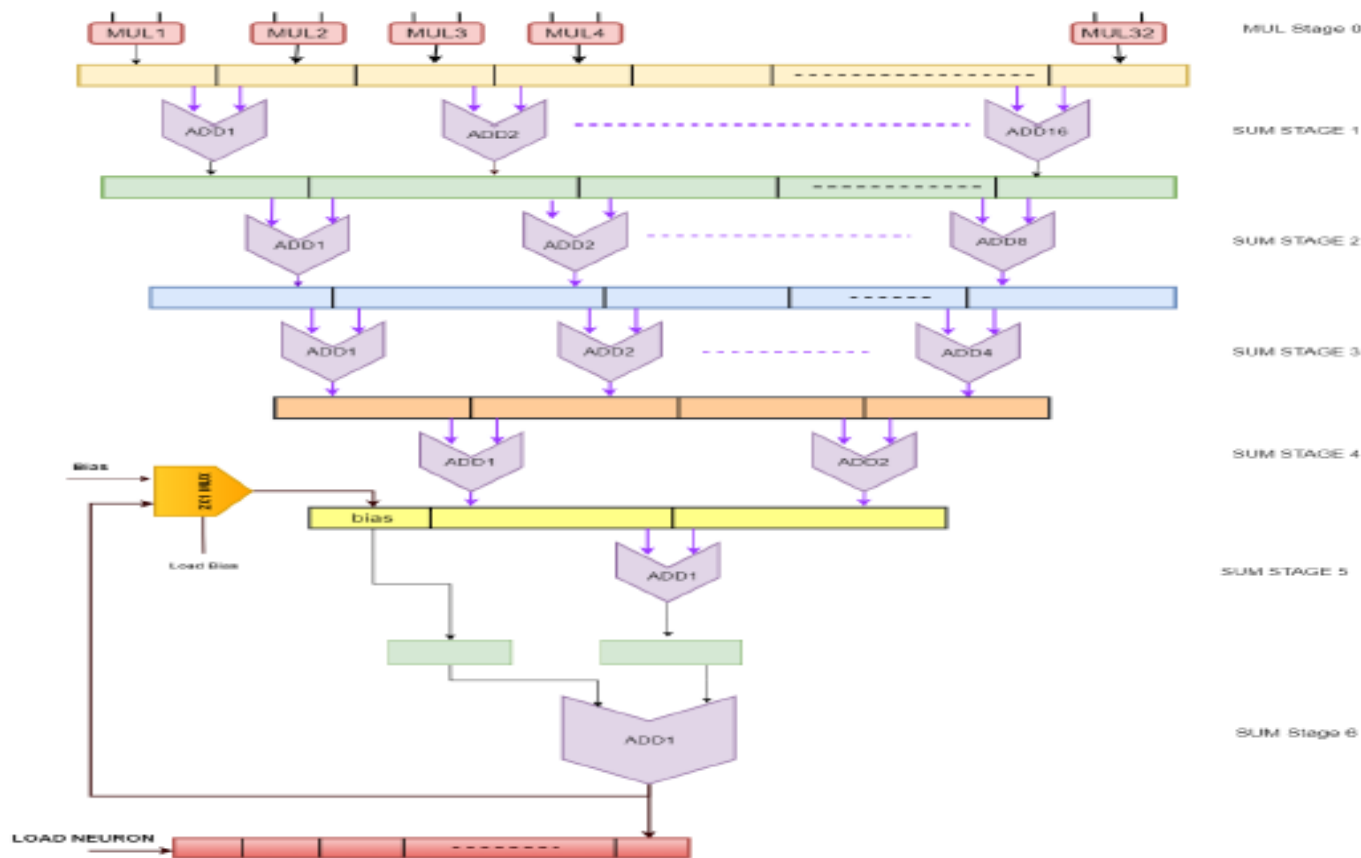 MUL1 MUL2 MUL3 MUL4 MUL32 MUL Stage 0
ADD1 ADD2 ADD16 SUM STAGE 1
ADD1 ADD2 ADD8 SUM STAGE 2
ADD1 ADD2 ADD4 SUM STAGE 3
ADD1 ADD2 SUM STAGE 4
Bias
2X1 MUX
bias
Load Bias
ADD1 SUM STAGE 5
ADD1 SUM Stage 6
LOAD NEURON